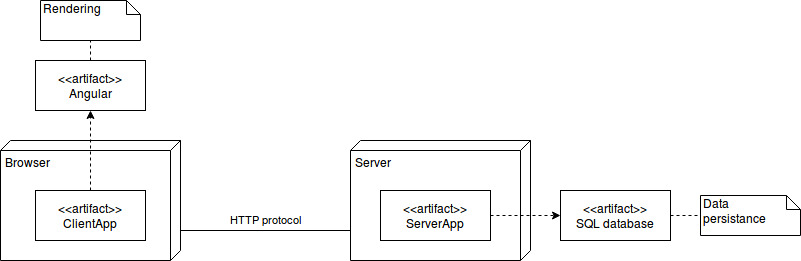 Rendering
<<artifact>>
Angular
Browser
<<artifact>>
ClientApp
HTTP protocol
Server
<<artifact>>
ServerApp
<<artifact>>
SQL database
Data
persistance